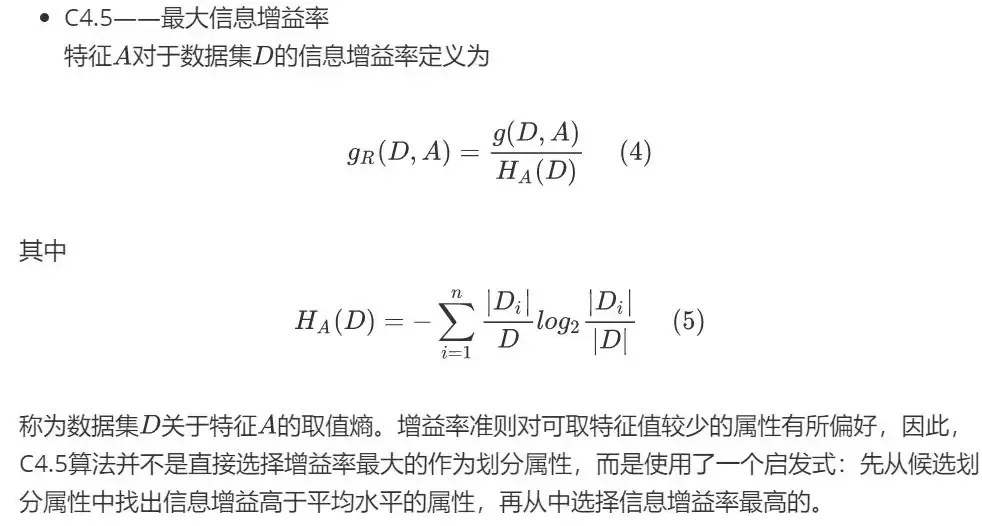 • C4.5——最大信息增益率
特征A对于数据集D的信息增益率定义为
g_R(D, A) = \frac{g(D, A)}{H_A(D)} (4)
其中
H_A(D) = -\sum_{i=1}^{n} \frac{|D_i|}{D} log_2 \frac{|D_i|}{|D|} (5)
称为数据集D关于特征A的取值熵。增益率准则对可取特征值较少的属性有所偏好，因此，
C4.5算法并不是直接选择增益率最大的作为划分属性，而是使用了一个启发式：先从候选划
分属性中找出信息增益高于平均水平的属性，再从中选择信息增益率最高的。